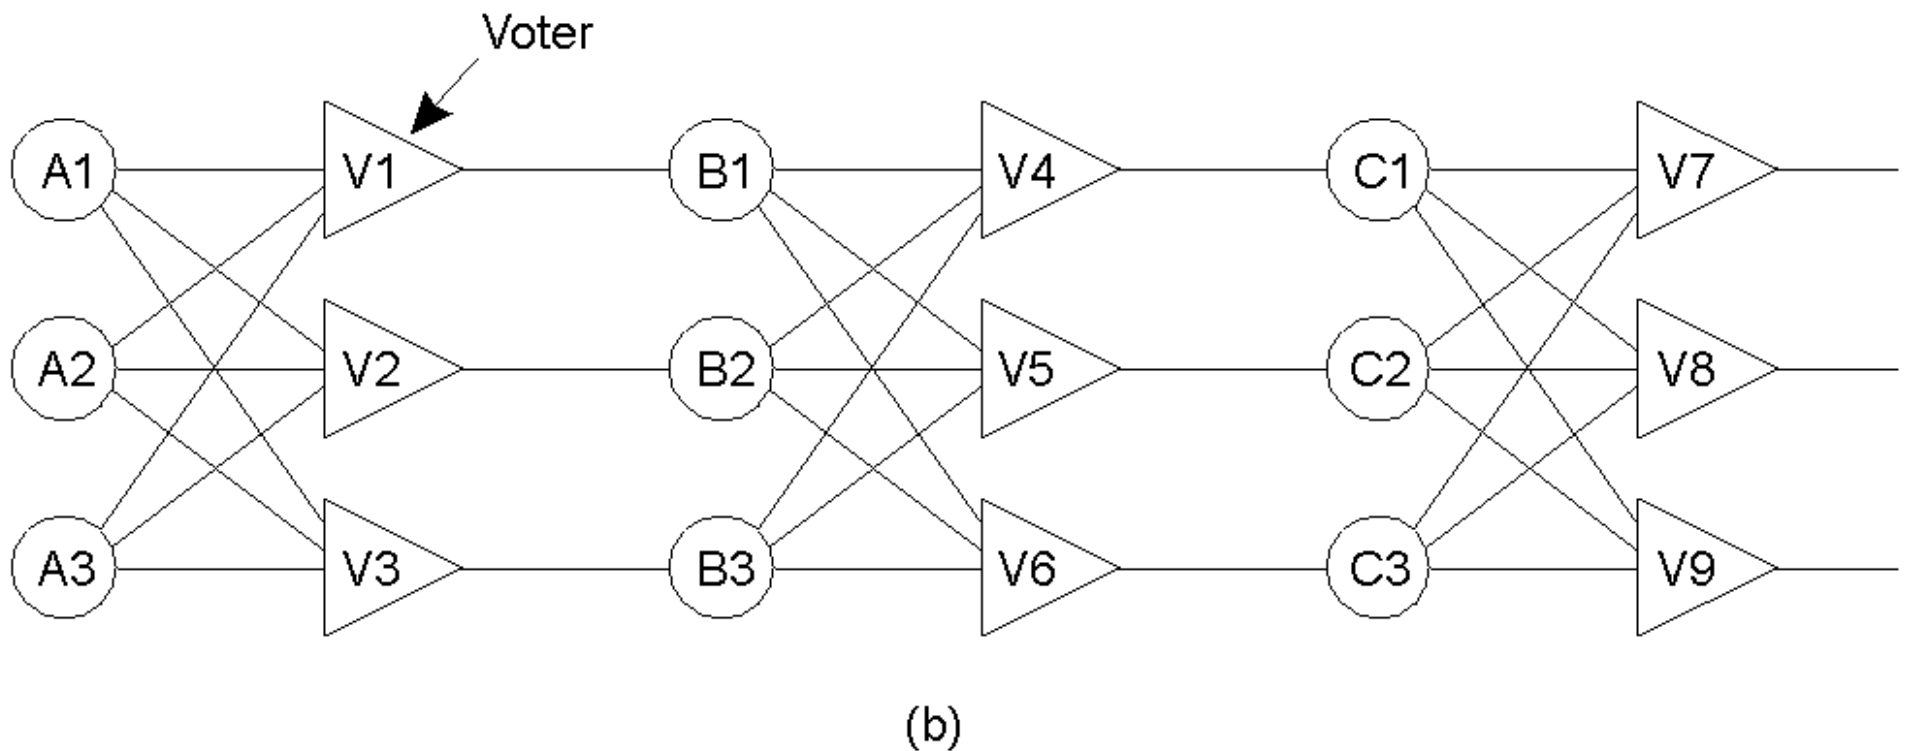 Voter
A1 V1 B1 V4 C1 V7
A2 V2 B2 V5 C2 V8
A3 V3 B3 V6 C3 V9
(b)